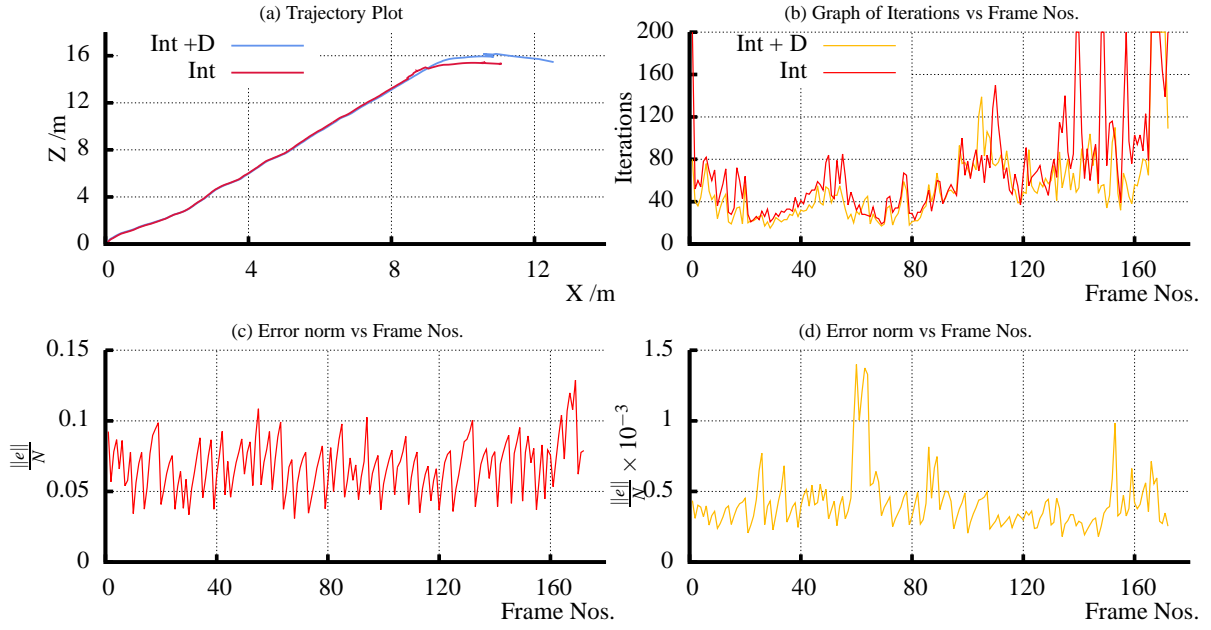 (a) Trajectory Plot
Int +D
Int
16
12
8
4
0
Z /m
0
4
8
12
X /m
(b) Graph of Iterations vs Frame Nos.
Int + D
Int
200
160
120
80
40
0
Iterations
0
40
80
120
160
Frame Nos.
(c) Error norm vs Frame Nos.
0.15
0.1
0.05
0
||e||
N
0
40
80
120
160
Frame Nos.
(d) Error norm vs Frame Nos.
1.5
1
0.5
0
||e||/N × 10⁻³
0
40
80
120
160
Frame Nos.